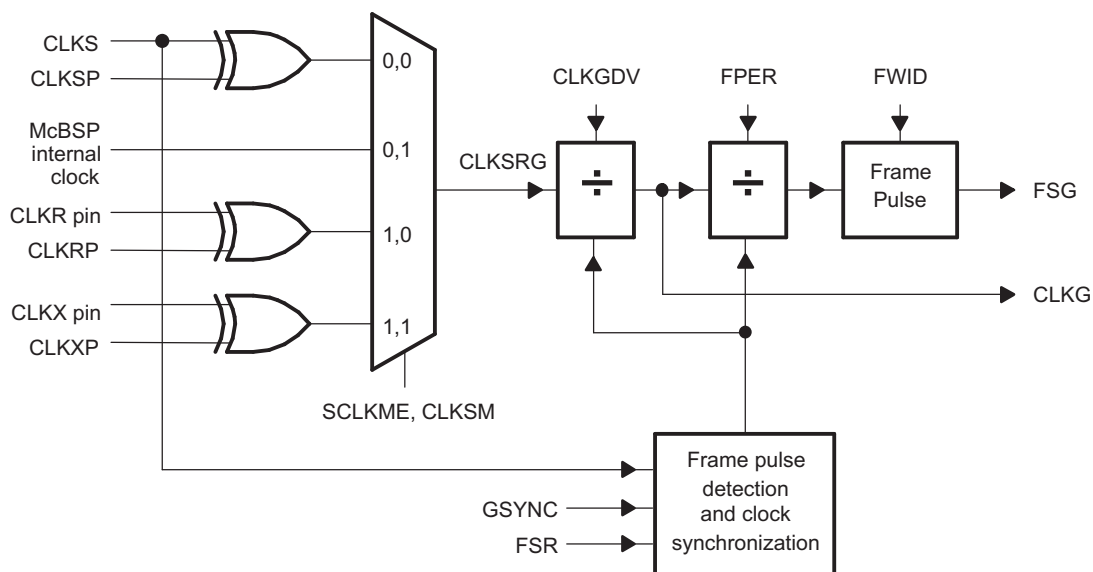 CLKS
CLKSP
McBSP
internal
clock
CLKR pin
CLKRP
CLKX pin
CLKXP
0,0
0,1
1,0
1,1
SCLKME, CLKSM
CLKSRG
CLKGDV
÷
FPER
÷
FWID
Frame
Pulse
FSG
CLKG
GSYNC
FSR
Frame pulse
detection
and clock
synchronization